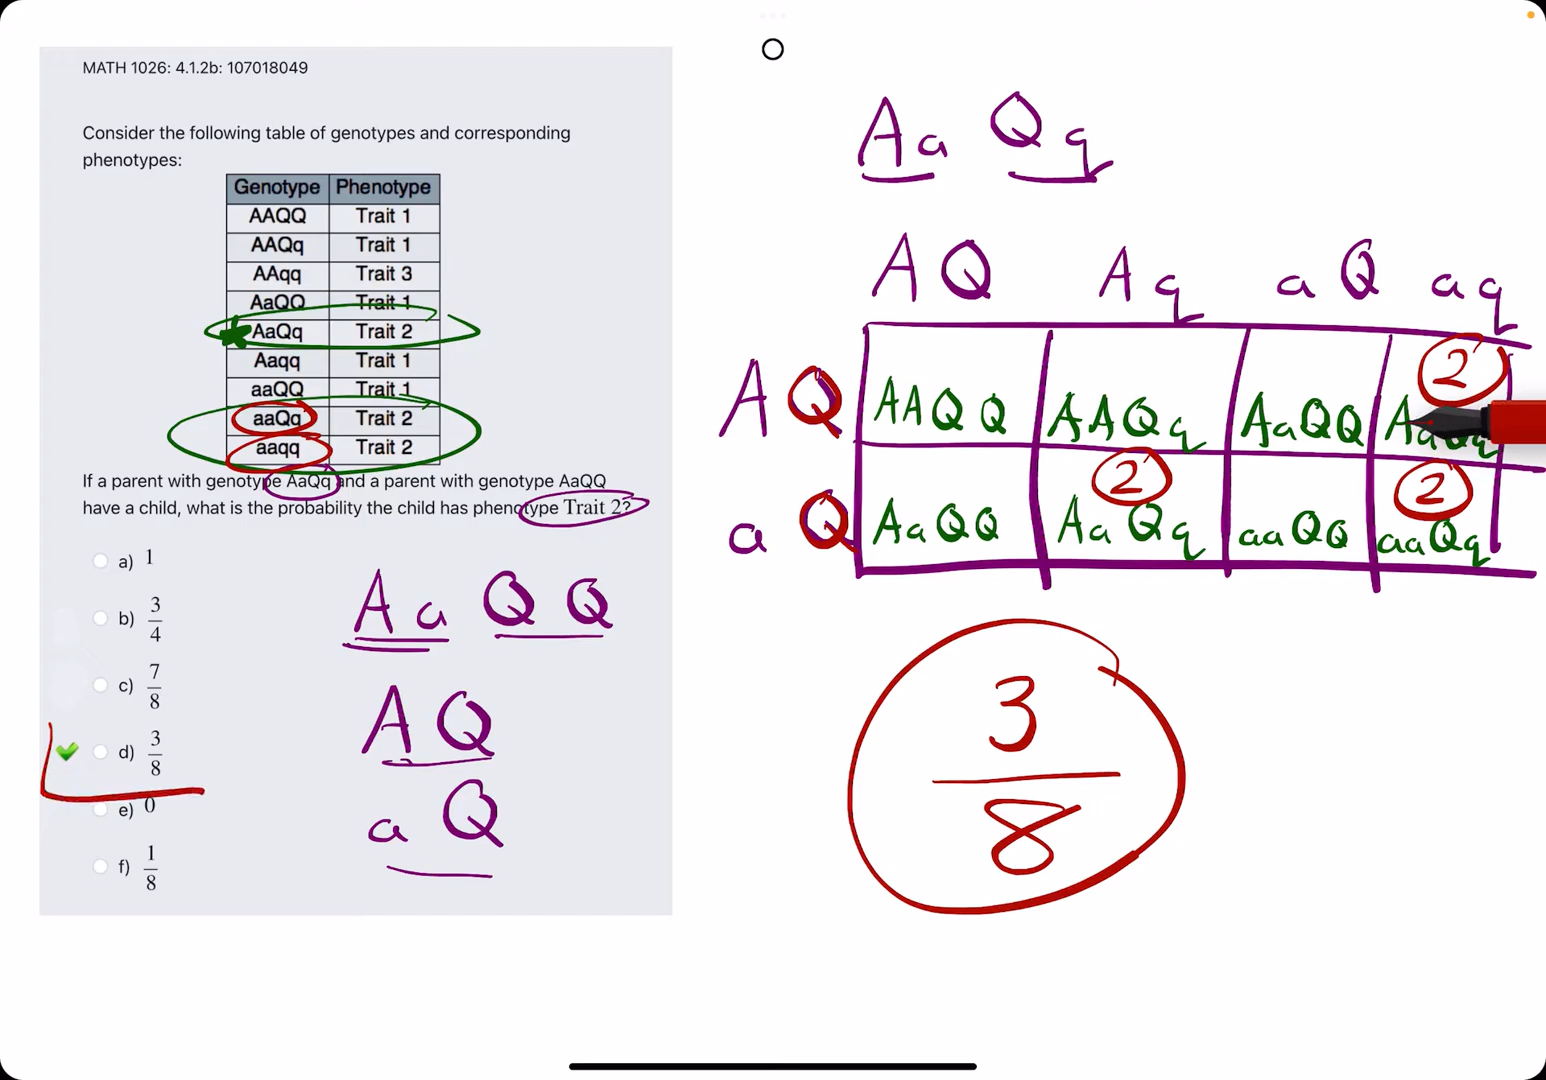 MATH 1026: 4.1.2b: 107018049
Consider the following table of genotypes and corresponding
phenotypes:
Genotype Phenotype
AAQQ Trait 1
AAQq Trait 1
AAqq Trait 3
AaQQ Trait 1
AaQq Trait 2
Aaqq Trait 1
aaQQ Trait 1
aaQq Trait 2
aaqq Trait 2
If a parent with genotype AaQq and a parent with genotype AaQQ
have a child, what is the probability the child has phenotype Trait 2?
a) 1
b) 3/4
c) 7/8
d) 3/8
e) 0
f) 1/8
Aa QQ
AQ
aQ
Aa Qq
AQ Aq aQ aq
2
AQ AAQQ AAQq AaQQ AaQq
2 2
aQ AaQQ AaQq aaQQ aaQq
3
8